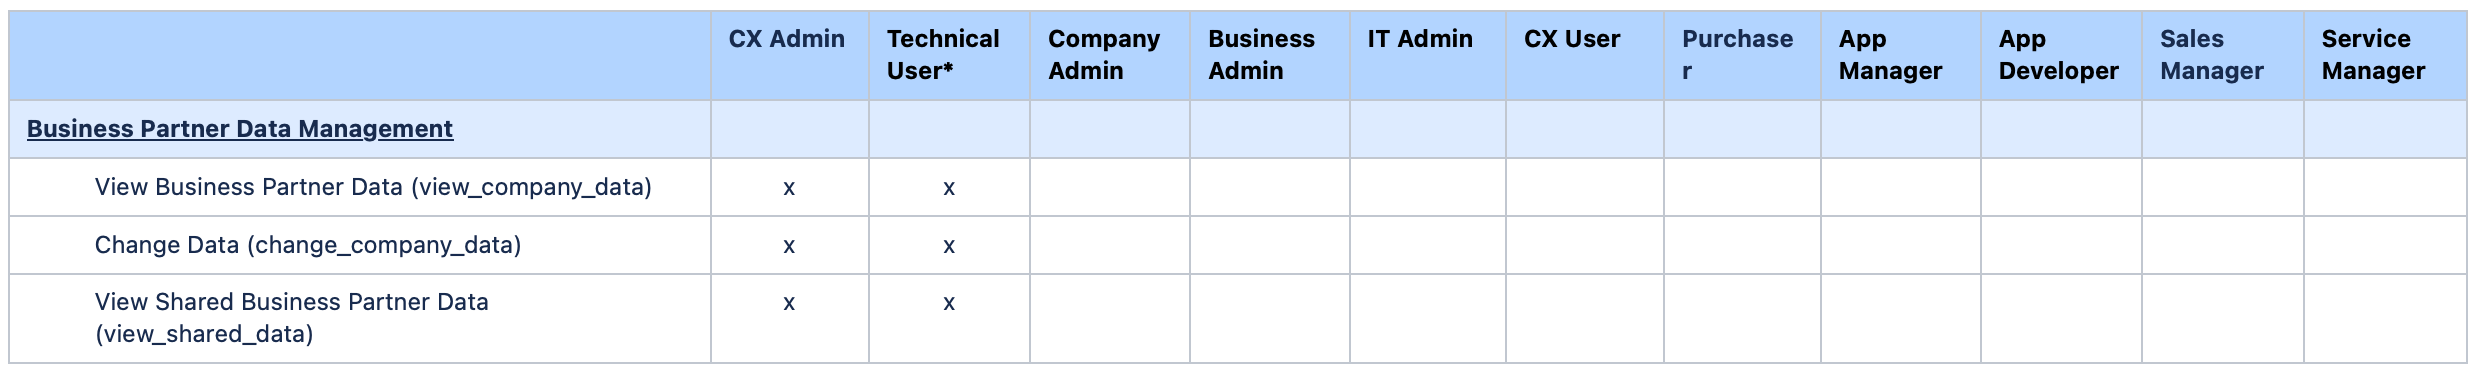 CX Admin Technical User* Company Admin Business Admin IT Admin CX User Purchase r App Manager App Developer Sales Manager Service Manager
Business Partner Data Management
View Business Partner Data (view_company_data) x x
Change Data (change_company_data) x x
View Shared Business Partner Data x x
(view_shared_data)